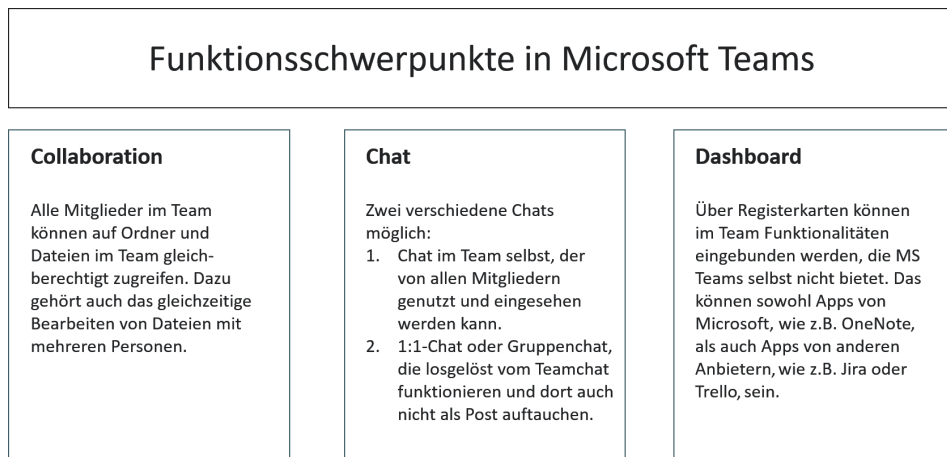 Funktionsschwerpunkte in Microsoft Teams
Collaboration
Alle Mitglieder im Team
können auf Ordner und
Dateien im Team gleich-
berechtigt zugreifen. Dazu
gehört auch das gleichzeitige
Bearbeiten von Dateien mit
mehreren Personen.
Chat
Zwei verschiedene Chats
möglich:
1. Chat im Team selbst, der
von allen Mitgliedern
genutzt und eingesehen
werden kann.
2. 1:1-Chat oder Gruppenchat,
die losgelöst vom Teamchat
funktionieren und dort auch
nicht als Post auftauchen.
Dashboard
Über Registerkarten können
im Team Funktionalitäten
eingebunden werden, die MS
Teams selbst nicht bietet. Das
können sowohl Apps von
Microsoft, wie z.B. OneNote,
als auch Apps von anderen
Anbietern, wie z.B. Jira oder
Trello, sein.